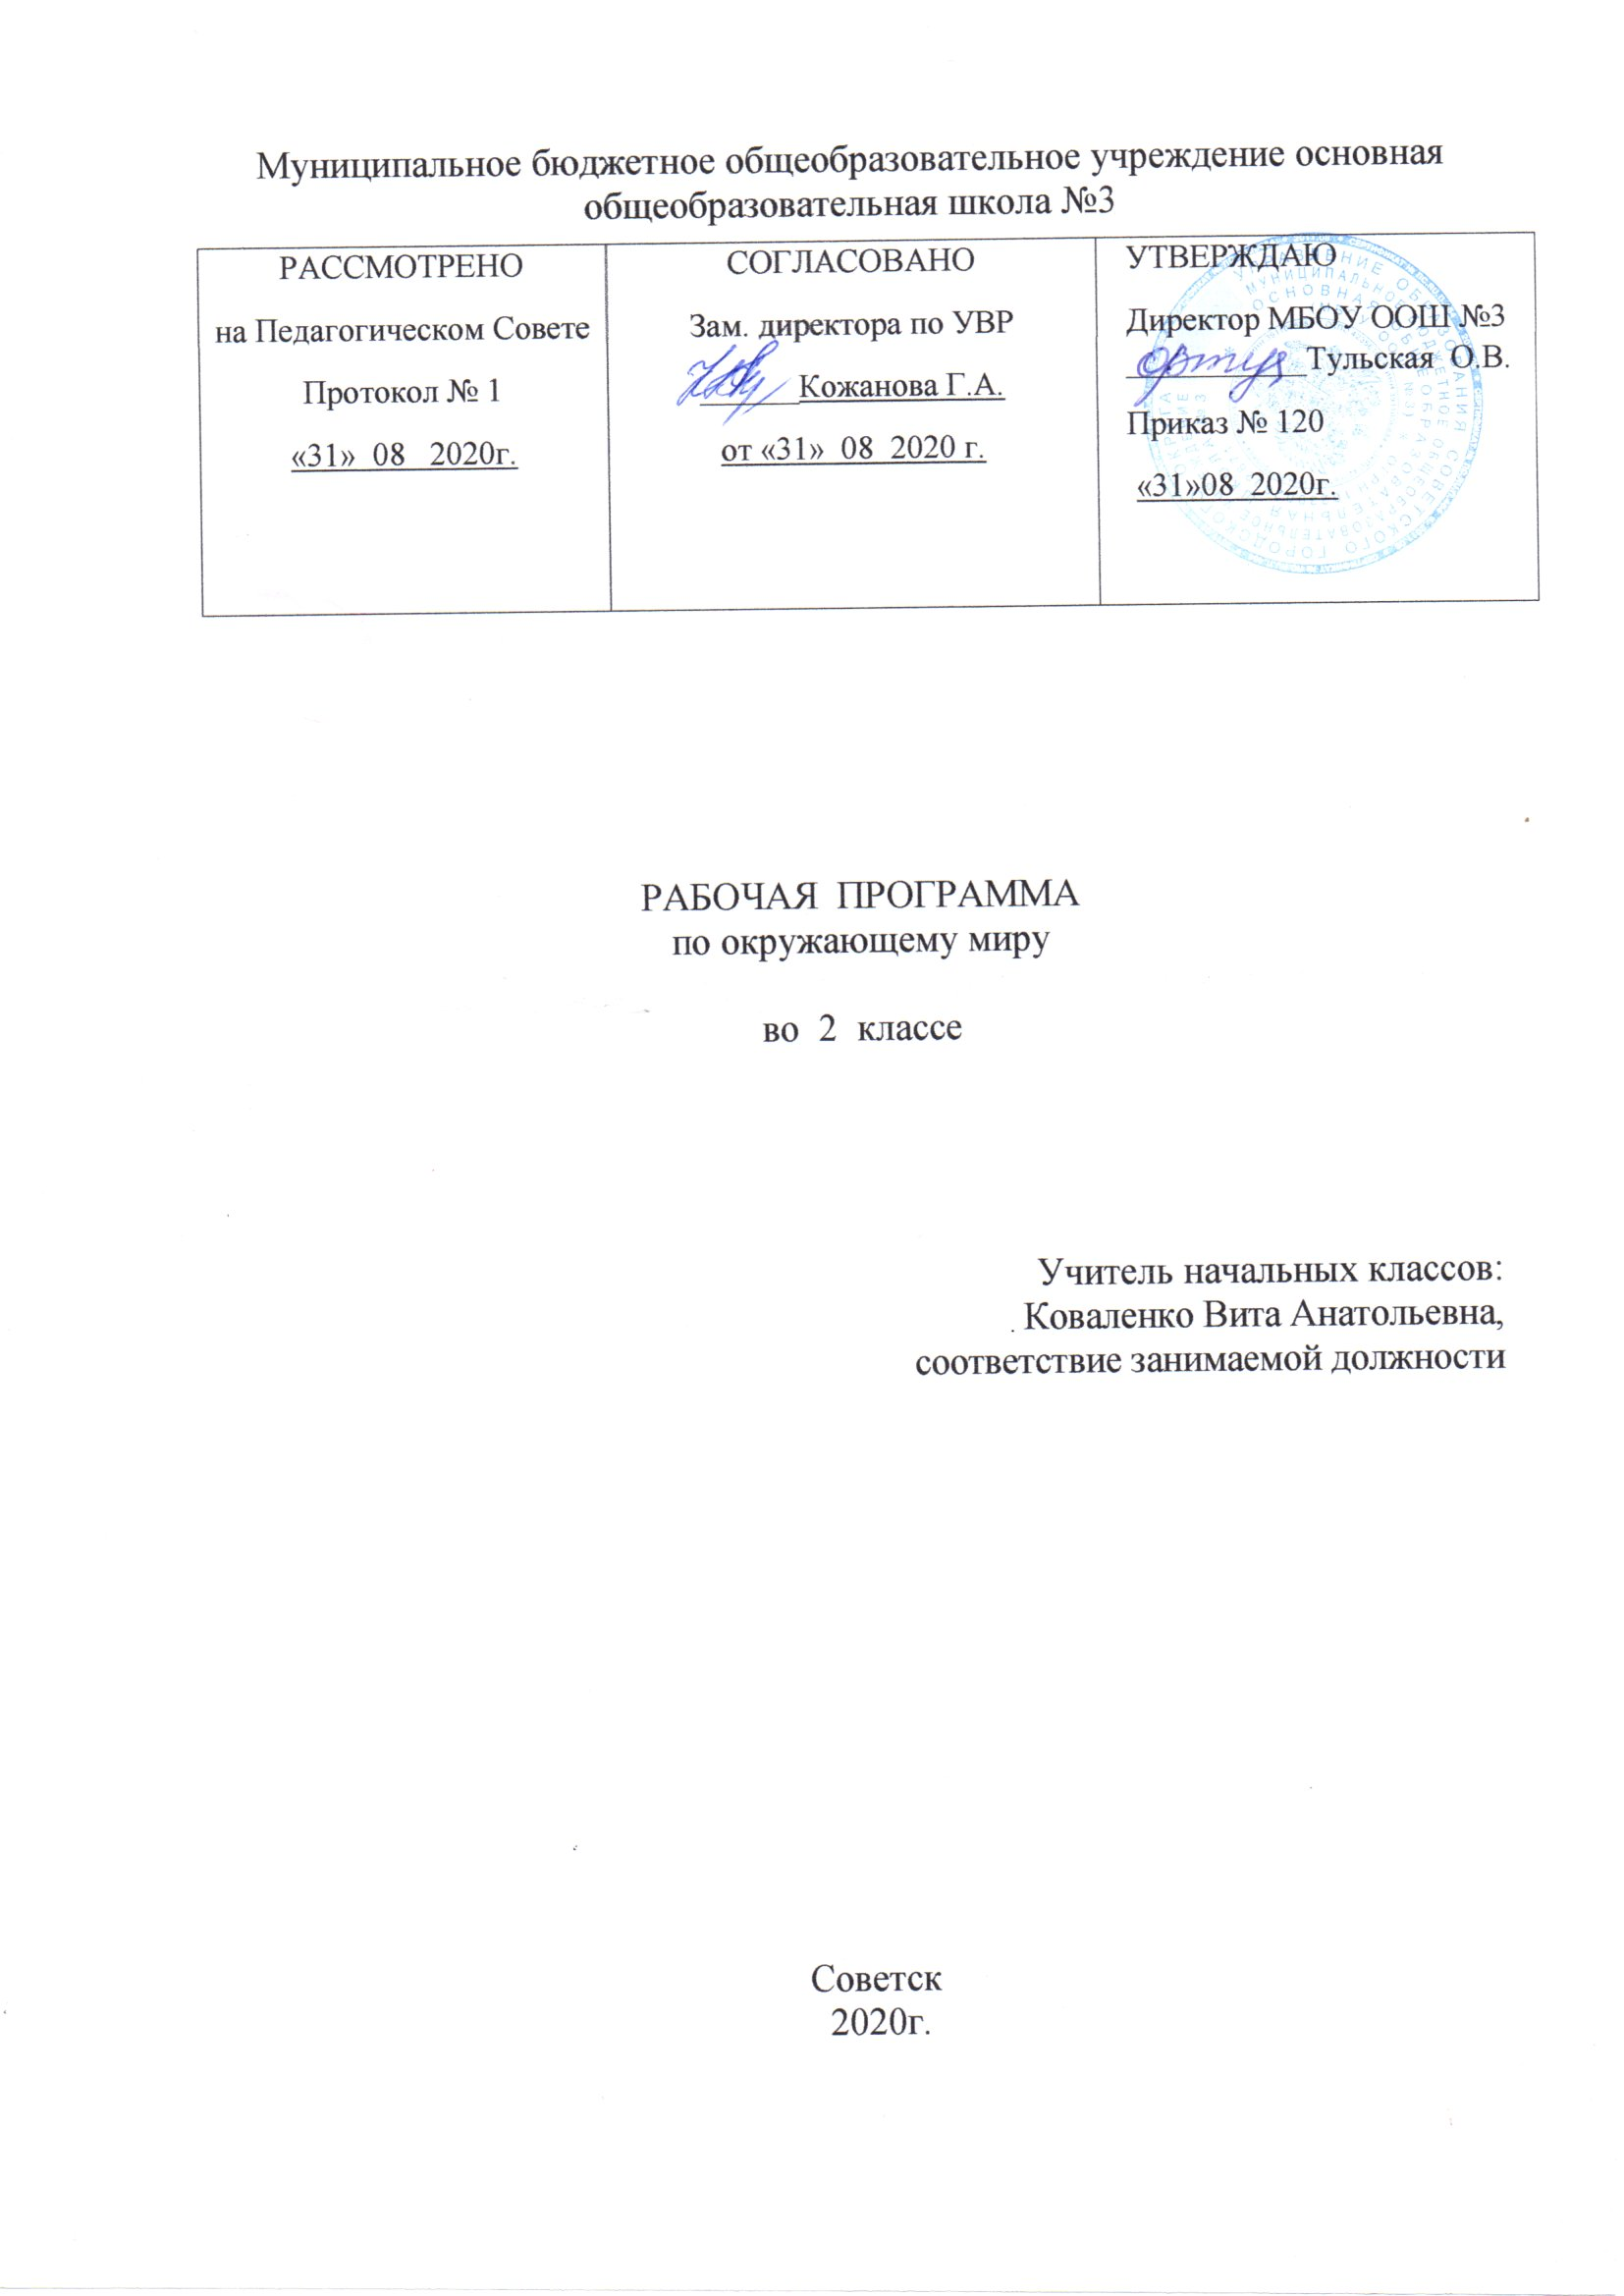 Муниципальное бюджетное общеобразовательное учреждение основная
общеобразовательная школа №3
РАССМОТРЕНО
на Педагогическом Совете
Протокол № 1
«31» 08 2020г.
СОГЛАСОВАНО
Зам. директора по УВР
Кожанова Г.А.
от «31» 08 2020 г.
УТВЕРЖДАЮ
Директор МБОУ ООШ №3
Тульская О.В.
Приказ № 120
«31»08 2020г.
РАБОЧАЯ ПРОГРАММА
по окружающему миру
во 2 классе
Учитель начальных классов:
Коваленко Вита Анатольевна,
соответствие занимаемой должности
Советск
2020г.